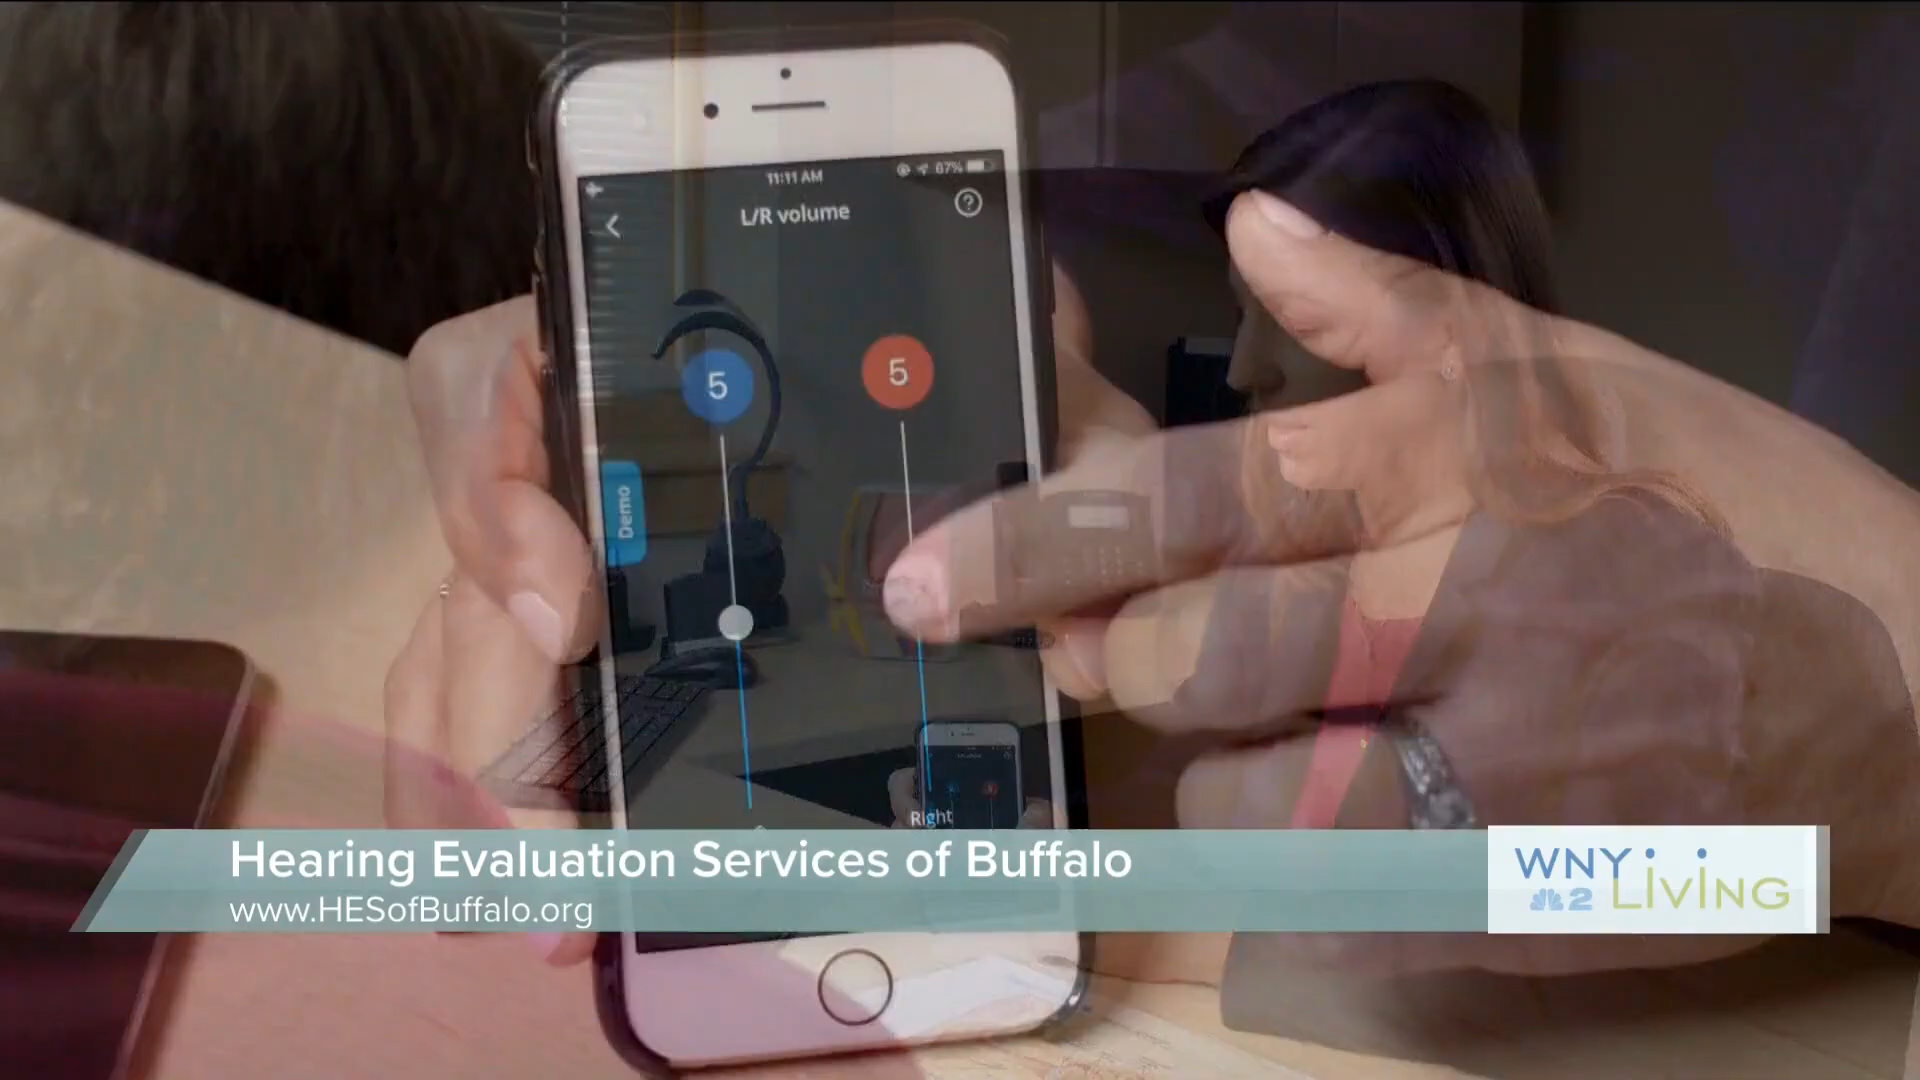 11:11 AM
67%
L/R volume
?
5
5
Demo
Right
Hearing Evaluation Services of Buffalo
www.HESofBuffalo.org
WNY
2
LIVING